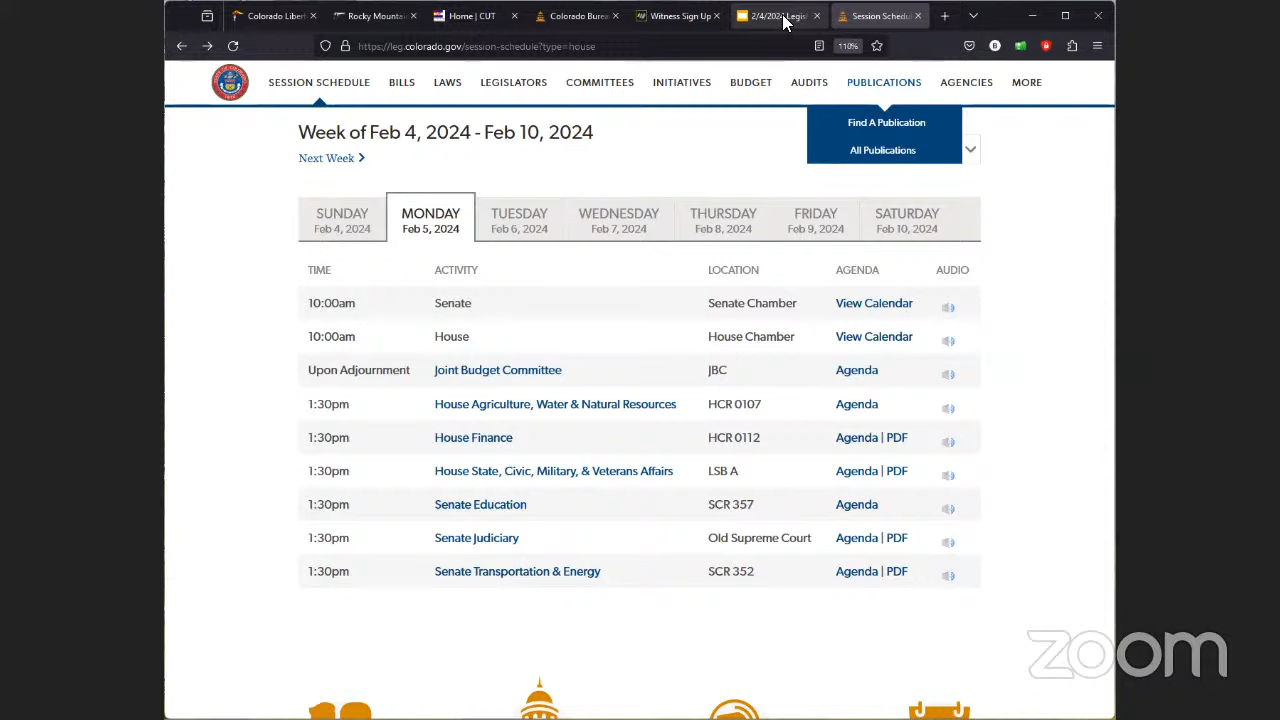 Colorado Libert
Rocky Mountai
Home | CUT
Colorado Burea
Witness Sign Up
2/4/2024 Legis
Session Schedul
https://leg.colorado.gov/session-schedule?type=house
110%
SESSION SCHEDULE BILLS LAWS LEGISLATORS COMMITTEES INITIATIVES BUDGET AUDITS PUBLICATIONS AGENCIES MORE
Find A Publication
All Publications
Week of Feb 4, 2024 - Feb 10, 2024
Next Week
SUNDAY MONDAY TUESDAY WEDNESDAY THURSDAY FRIDAY SATURDAY
Feb 4, 2024 Feb 5, 2024 Feb 6, 2024 Feb 7, 2024 Feb 8, 2024 Feb 9, 2024 Feb 10, 2024
TIME ACTIVITY LOCATION AGENDA AUDIO
10:00am Senate Senate Chamber View Calendar
10:00am House House Chamber View Calendar
Upon Adjournment Joint Budget Committee JBC Agenda
1:30pm House Agriculture, Water & Natural Resources HCR 0107 Agenda
1:30pm House Finance HCR 0112 Agenda | PDF
1:30pm House State, Civic, Military, & Veterans Affairs LSB A Agenda | PDF
1:30pm Senate Education SCR 357 Agenda
1:30pm Senate Judiciary Old Supreme Court Agenda | PDF
1:30pm Senate Transportation & Energy SCR 352 Agenda | PDF
zoom